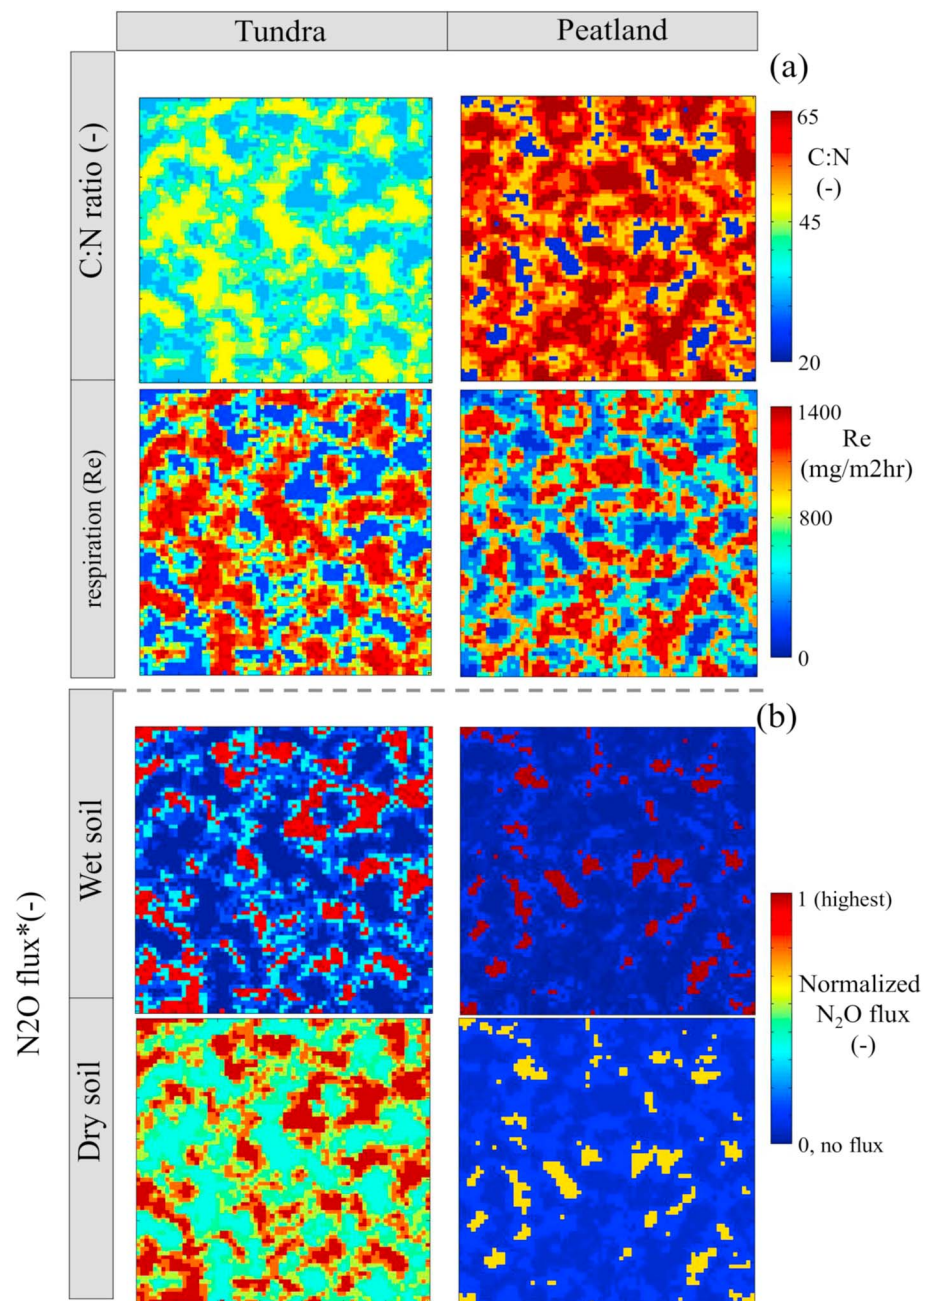 Tundra
Peatland
(a)
C:N ratio (-)
65
C:N
(-)
45
20
respiration (Re)
1400
Re
(mg/m2hr)
800
0
(b)
N2O flux*(-)
Wet soil
1 (highest)
Normalized
N₂O flux
(-)
0, no flux
Dry soil